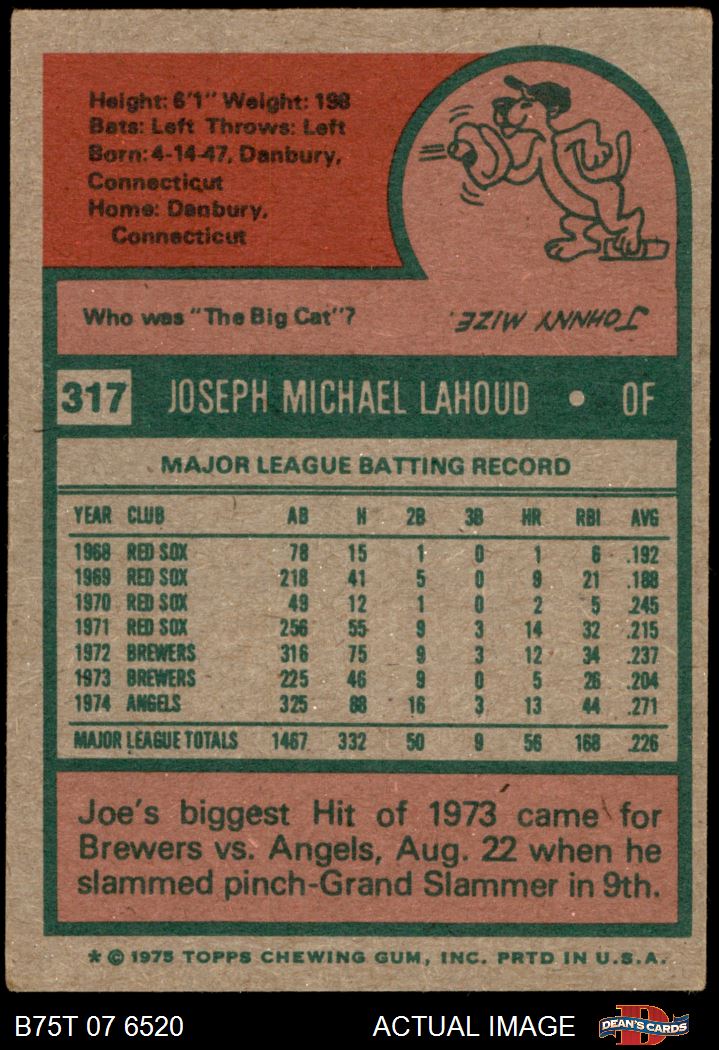 Height: 6'1" Weight: 198
Bats: Left Throws: Left
Born: 4-14-47, Danbury,
Connecticut
Home: Danbury,
Connecticut
Who was "The Big Cat"?
JOHNNY MIZE.
317 JOSEPH MICHAEL LAHOUD • OF
MAJOR LEAGUE BATTING RECORD
YEAR CLUB AB H 2B 3B HR RBI AVG
1968 RED SOX 78 15 1 0 1 6 .192
1969 RED SOX 218 41 5 0 9 21 .188
1970 RED SOX 49 12 1 0 2 5 .245
1971 RED SOX 256 55 9 3 14 32 .215
1972 BREWERS 316 75 9 3 12 34 .237
1973 BREWERS 225 46 9 0 5 26 .204
1974 ANGELS 325 88 16 3 13 44 .271
MAJOR LEAGUE TOTALS 1467 332 50 9 56 168 .226
Joe's biggest Hit of 1973 came for
Brewers vs. Angels, Aug. 22 when he
slammed pinch-Grand Slammer in 9th.
* © 1975 TOPPS CHEWING GUM, INC. PRTD IN U.S.A.
B75T 07 6520 ACTUAL IMAGE DEAN'S CARDS